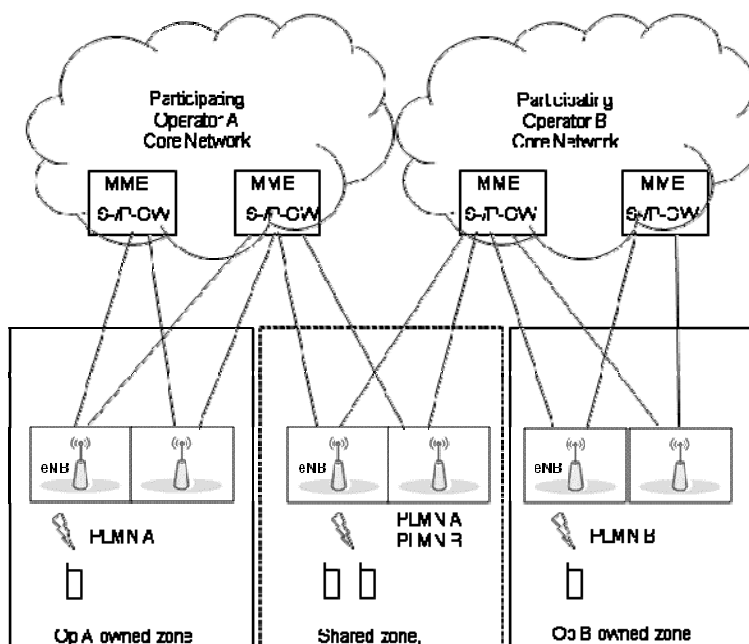 Participating
Operator A
Core Network
Participating
Operator B
Core Network
MME
S-/P-GW
MME
S-/P-GW
MME
S-/P-GW
MME
S-/P-GW
eNB
eNB
eNB
PLMN A
PLMN A
PLMN B
PLMN B
Op A owned zone
Shared zone,
Op B owned zone